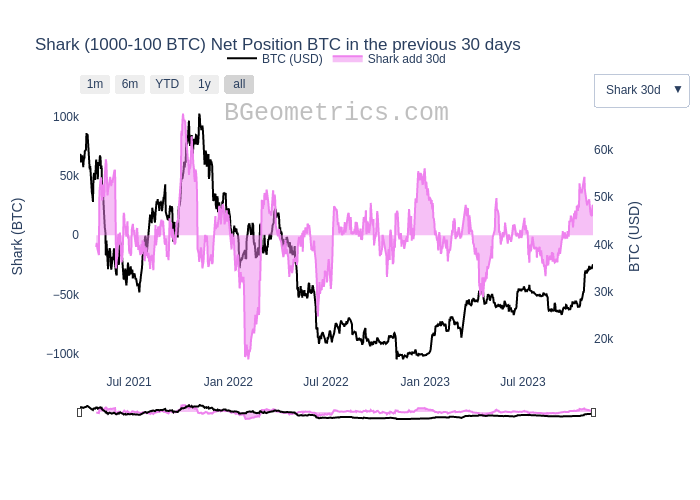 Shark (1000-100 BTC) Net Position BTC in the previous 30 days
BTC (USD) Shark add 30d
1m 6m YTD 1y all
Shark 30d ▼
BGeometrics.com
100k
50k
0
−50k
−100k
Shark (BTC)
60k
50k
40k
30k
20k
BTC (USD)
Jul 2021 Jan 2022 Jul 2022 Jan 2023 Jul 2023